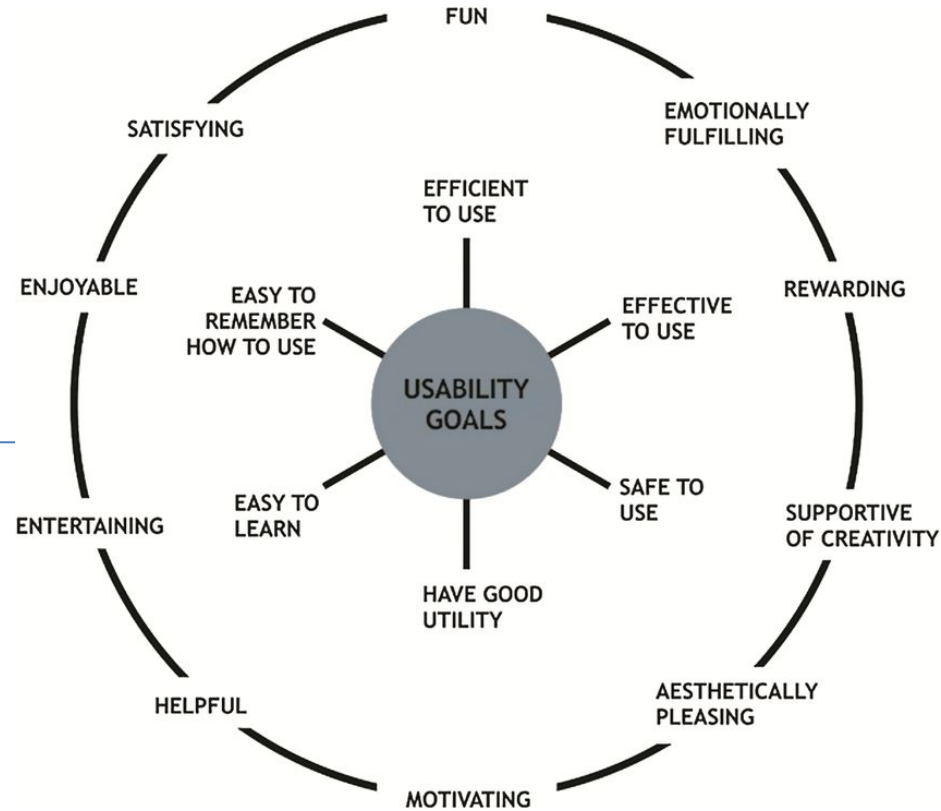 FUN
EMOTIONALLY
FULFILLING
REWARDING
SUPPORTIVE
OF CREATIVITY
AESTHETICALLY
PLEASING
MOTIVATING
HELPFUL
ENTERTAINING
ENJOYABLE
SATISFYING
EFFICIENT
TO USE
EFFECTIVE
TO USE
SAFE TO
USE
HAVE GOOD
UTILITY
EASY TO
LEARN
EASY TO
REMEMBER
HOW TO USE
USABILITY
GOALS